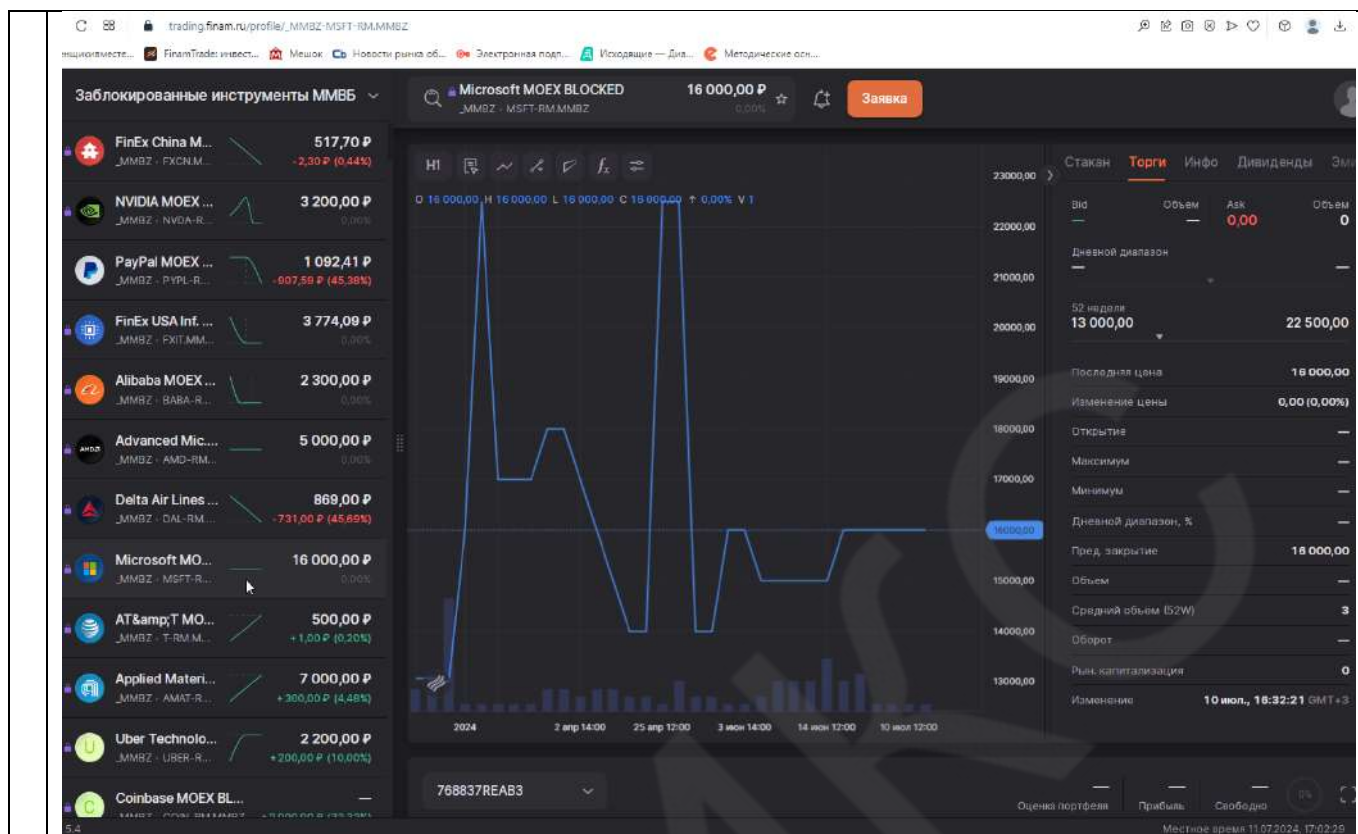 trading.finam.ru/profile/_MMBZ-MSFT-RM.MMBZ
FinamTrade: инвест... Мешок Сb Новости рынка об... Электронная подп... Исходящие — Диа... Методические осн...
Заблокированные инструменты ММВБ
Microsoft MOEX BLOCKED 16 000,00 ₽
_MMBZ · MSFT-RM.MMBZ 0,00%
Заявка
FinEx China M... 517,70 ₽
_MMBZ · FXCN.M... -2,30 ₽ (0,44%)
NVIDIA MOEX ... 3 200,00 ₽
_MMBZ · NVDA-R... 0,00%
PayPal MOEX ... 1 092,41 ₽
_MMBZ · PYPL-R... -907,59 ₽ (45,38%)
FinEx USA Inf. ... 3 774,09 ₽
_MMBZ · FXIT.MM... 0,00%
Alibaba MOEX ... 2 300,00 ₽
_MMBZ · BABA-R... 0,00%
AMD
Advanced Mic.... 5 000,00 ₽
_MMBZ · AMD-RM... 0,00%
Delta Air Lines ... 869,00 ₽
_MMBZ · DAL-RM... -731,00 ₽ (45,69%)
Microsoft MO... 16 000,00 ₽
_MMBZ · MSFT-R... 0,00%
AT&amp;T MO... 500,00 ₽
_MMBZ · T-RM.M... +1,00 ₽ (0,20%)
Applied Materi... 7 000,00 ₽
_MMBZ · AMAT-R... +300,00 ₽ (4,48%)
U
Uber Technolo... 2 200,00 ₽
_MMBZ · UBER-R... +200,00 ₽ (10,00%)
C
Coinbase MOEX BL... —
5.4
H1 fx
O 16 000,00 H 16 000,00 L 16 000,00 C 16 000,00 ↑ 0,00% V 1
23000,00
22000,00
21000,00
20000,00
19000,00
18000,00
17000,00
16000,00
15000,00
14000,00
13000,00
2024 2 апр 14:00 25 апр 12:00 3 июн 14:00 14 июн 12:00 10 июл 12:00
Стакан Торги Инфо Дивиденды Эми
Bid Объем Ask Объем
— — 0,00 0
Дневной диапазон
— —
52 недели
13 000,00 22 500,00
Последняя цена 16 000,00
Изменение цены 0,00 (0,00%)
Открытие —
Максимум —
Минимум —
Дневной диапазон, % —
Пред. закрытие 16 000,00
Объем —
Средний объем (52W) 3
Оборот —
Рын. капитализация 0
Изменение 10 июл., 16:32:21 GMT+3
768837REAB3
— — — 0%
Оценка портфеля Прибыль Свободно
Местное время 11.07.2024, 17:02:29